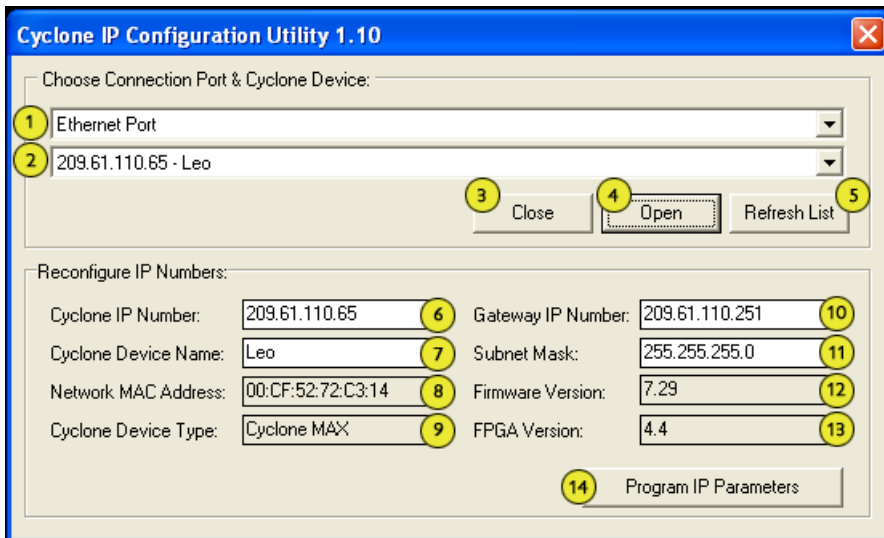 Cyclone IP Configuration Utility 1.10
Choose Connection Port & Cyclone Device:
1 Ethernet Port
2 209.61.110.65 - Leo
3 Close 4 Open Refresh List 5
Reconfigure IP Numbers:
Cyclone IP Number: 209.61.110.65 6 Gateway IP Number: 209.61.110.251 10
Cyclone Device Name: Leo 7 Subnet Mask: 255.255.255.0 11
Network MAC Address: 00:CF:52:72:C3:14 8 Firmware Version: 7.29 12
Cyclone Device Type: Cyclone MAX 9 FPGA Version: 4.4 13
14 Program IP Parameters